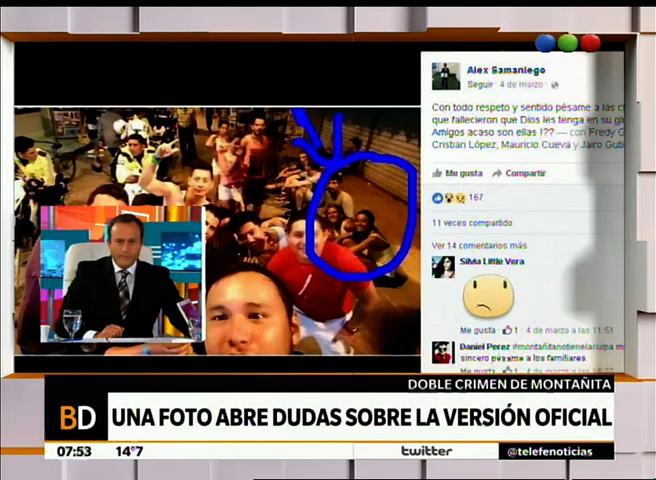 Alex Samaniego
Seguir · 4 de marzo ·
Con todo respeto y sentido pésame a las
que fallecieron que Dios les tenga en su
Amigos acaso son ellas !?? — con Fredy G
Cristian López, Mauricio Cueva y Jairo Guti
Me gusta Compartir
167
11 veces compartido
Ver 14 comentarios más
Silvia Little Vera
Me gusta · 1 · 4 de marzo a las 11:51
Daniel Perez #montañitanotienelaculpa m
sincero pésame a los familiares
DOBLE CRIMEN DE MONTAÑITA
BD
UNA FOTO ABRE DUDAS SOBRE LA VERSIÓN OFICIAL
07:53 14°7 twitter @telefenoticias